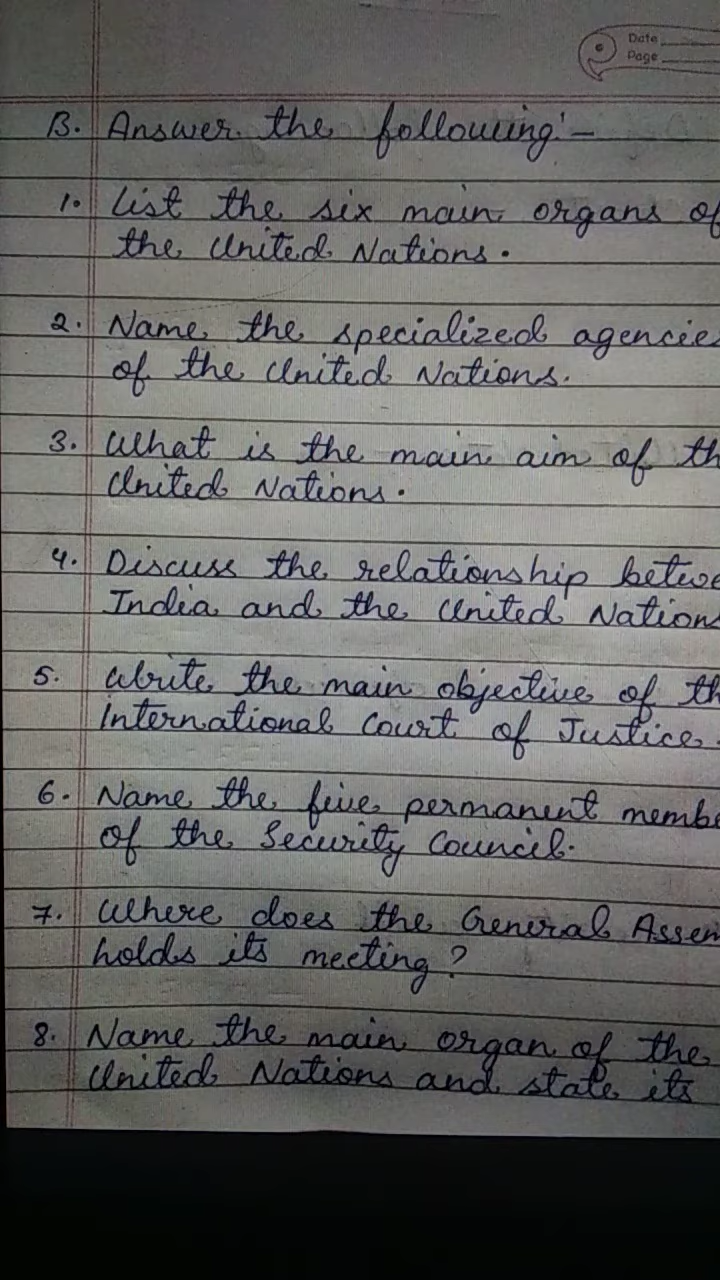 Date
Page
B. Answer the following:-
1. List the six main organs of
the United Nations.
2. Name the specialized agencie
of the United Nations.
3. What is the main aim of th
United Nations.
4. Discuss the relationship betwe
India and the United Nations
5. Write the main objective of th
International Court of Justice.
6. Name the five permanent membe
of the Security Council.
7. Where does the General Assem
holds its meeting?
8. Name the main organ of the
United Nations and state its